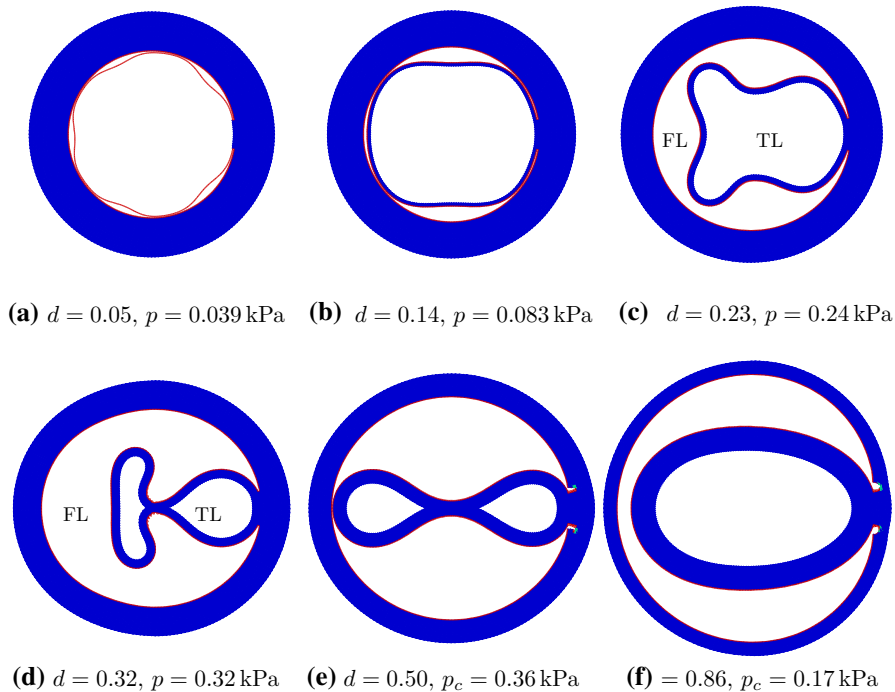 FL TL
(a) d = 0.05, p = 0.039 kPa (b) d = 0.14, p = 0.083 kPa (c) d = 0.23, p = 0.24 kPa
FL TL
(d) d = 0.32, p = 0.32 kPa (e) d = 0.50, p_c = 0.36 kPa (f) = 0.86, p_c = 0.17 kPa